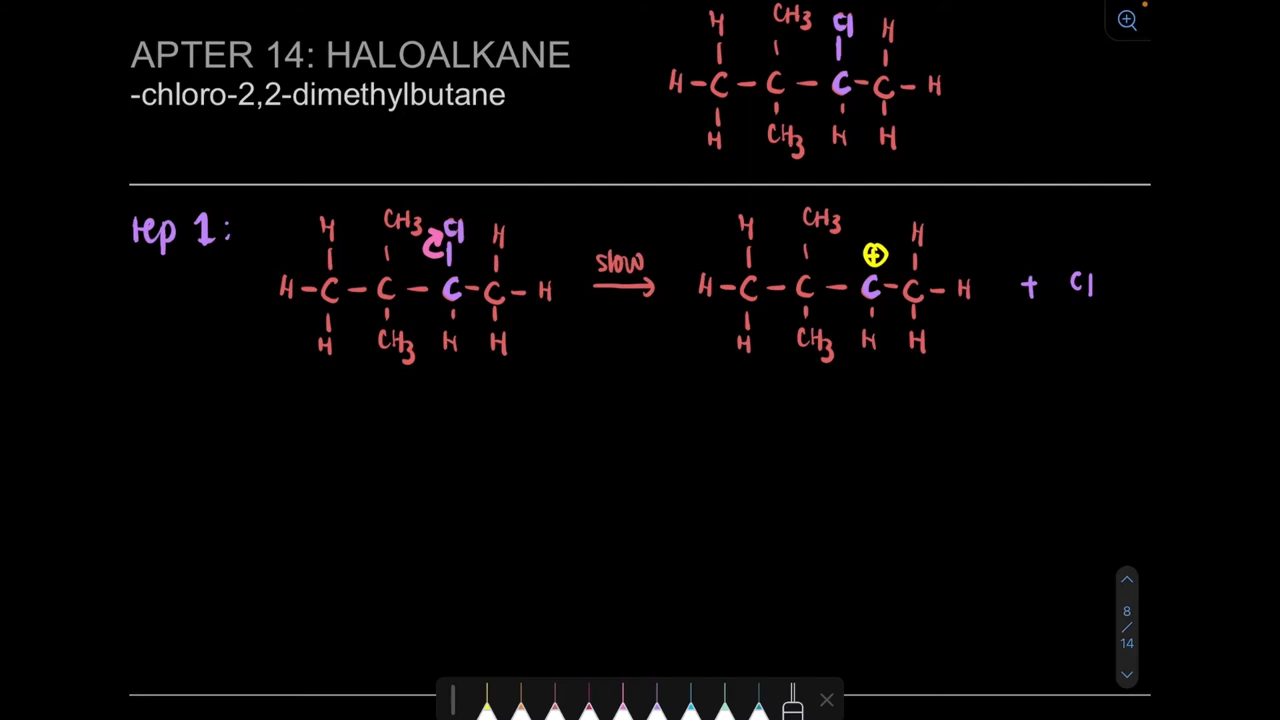 APTER 14: HALOALKANE
-chloro-2,2-dimethylbutane
H CH3 Cl H
H-C-C-C-C-H
H CH3 H H
tep 1:
H CH3 Cl H
H-C-C-C-C-H
H CH3 H H
slow
H CH3 ⊕ H
H-C-C-C-C-H + Cl
H CH3 H H
8
/
14